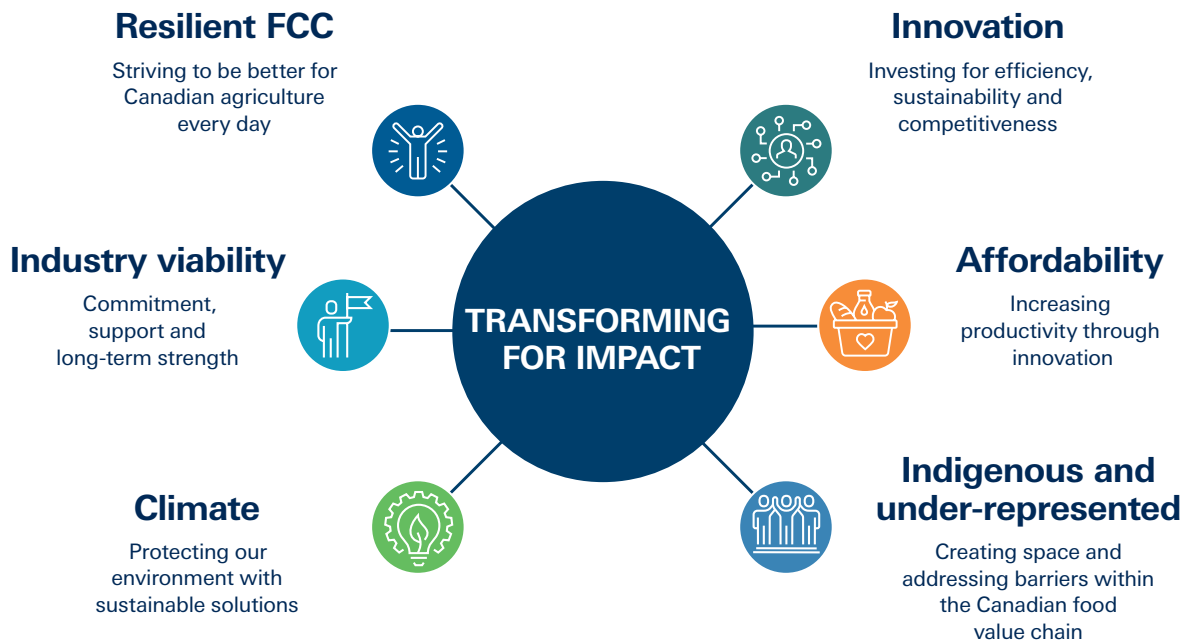 Resilient FCC
Striving to be better for
Canadian agriculture
every day
Innovation
Investing for efficiency,
sustainability and
competitiveness
Industry viability
Commitment,
support and
long-term strength
TRANSFORMING
FOR IMPACT
Affordability
Increasing
productivity through
innovation
Climate
Protecting our
environment with
sustainable solutions
Indigenous and
under-represented
Creating space and
addressing barriers within
the Canadian food
value chain